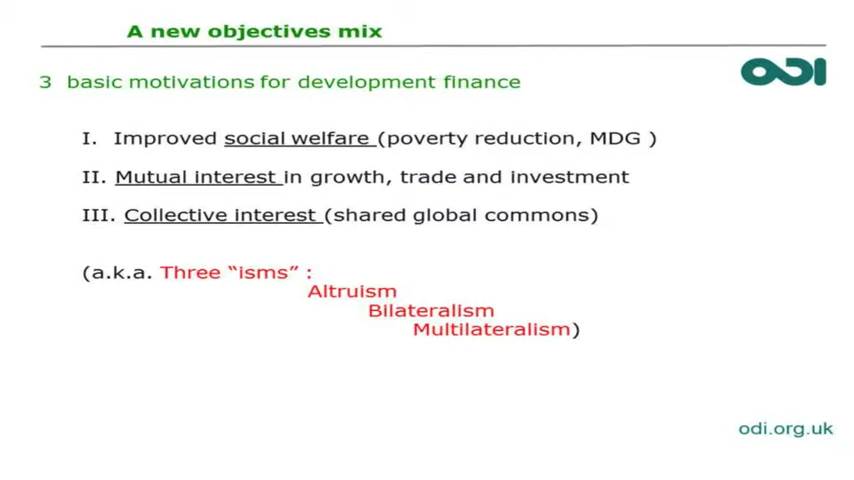 A new objectives mix
ODI
3 basic motivations for development finance
I. Improved social welfare (poverty reduction, MDG )
II. Mutual interest in growth, trade and investment
III. Collective interest (shared global commons)
(a.k.a. Three “isms” :
Altruism
Bilateralism
Multilateralism)
odi.org.uk